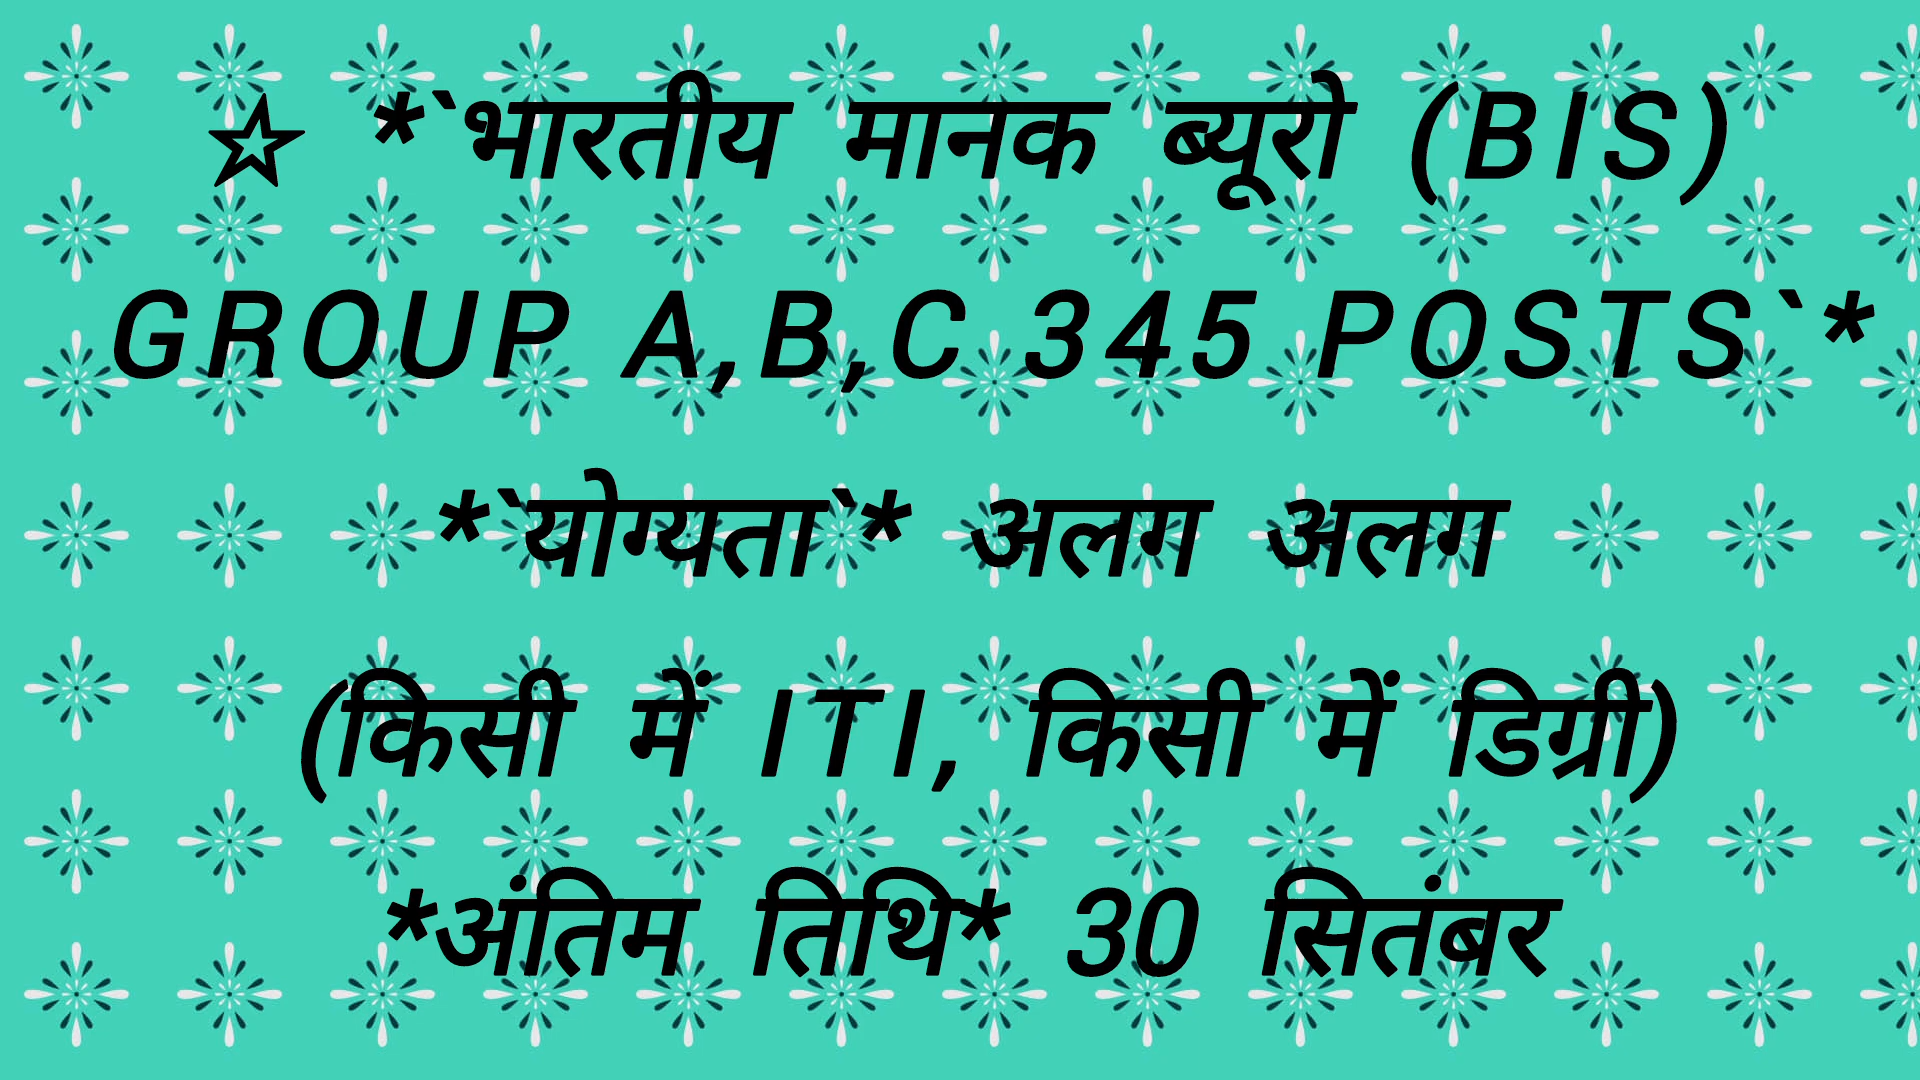 ☆ *`भारतीय मानक ब्यूरो (BIS)
GROUP A,B,C 345 POSTS`*
*`योग्यता`* अलग अलग
(किसी में ITI, किसी में डिग्री)
*अंतिम तिथि* 30 सितंबर